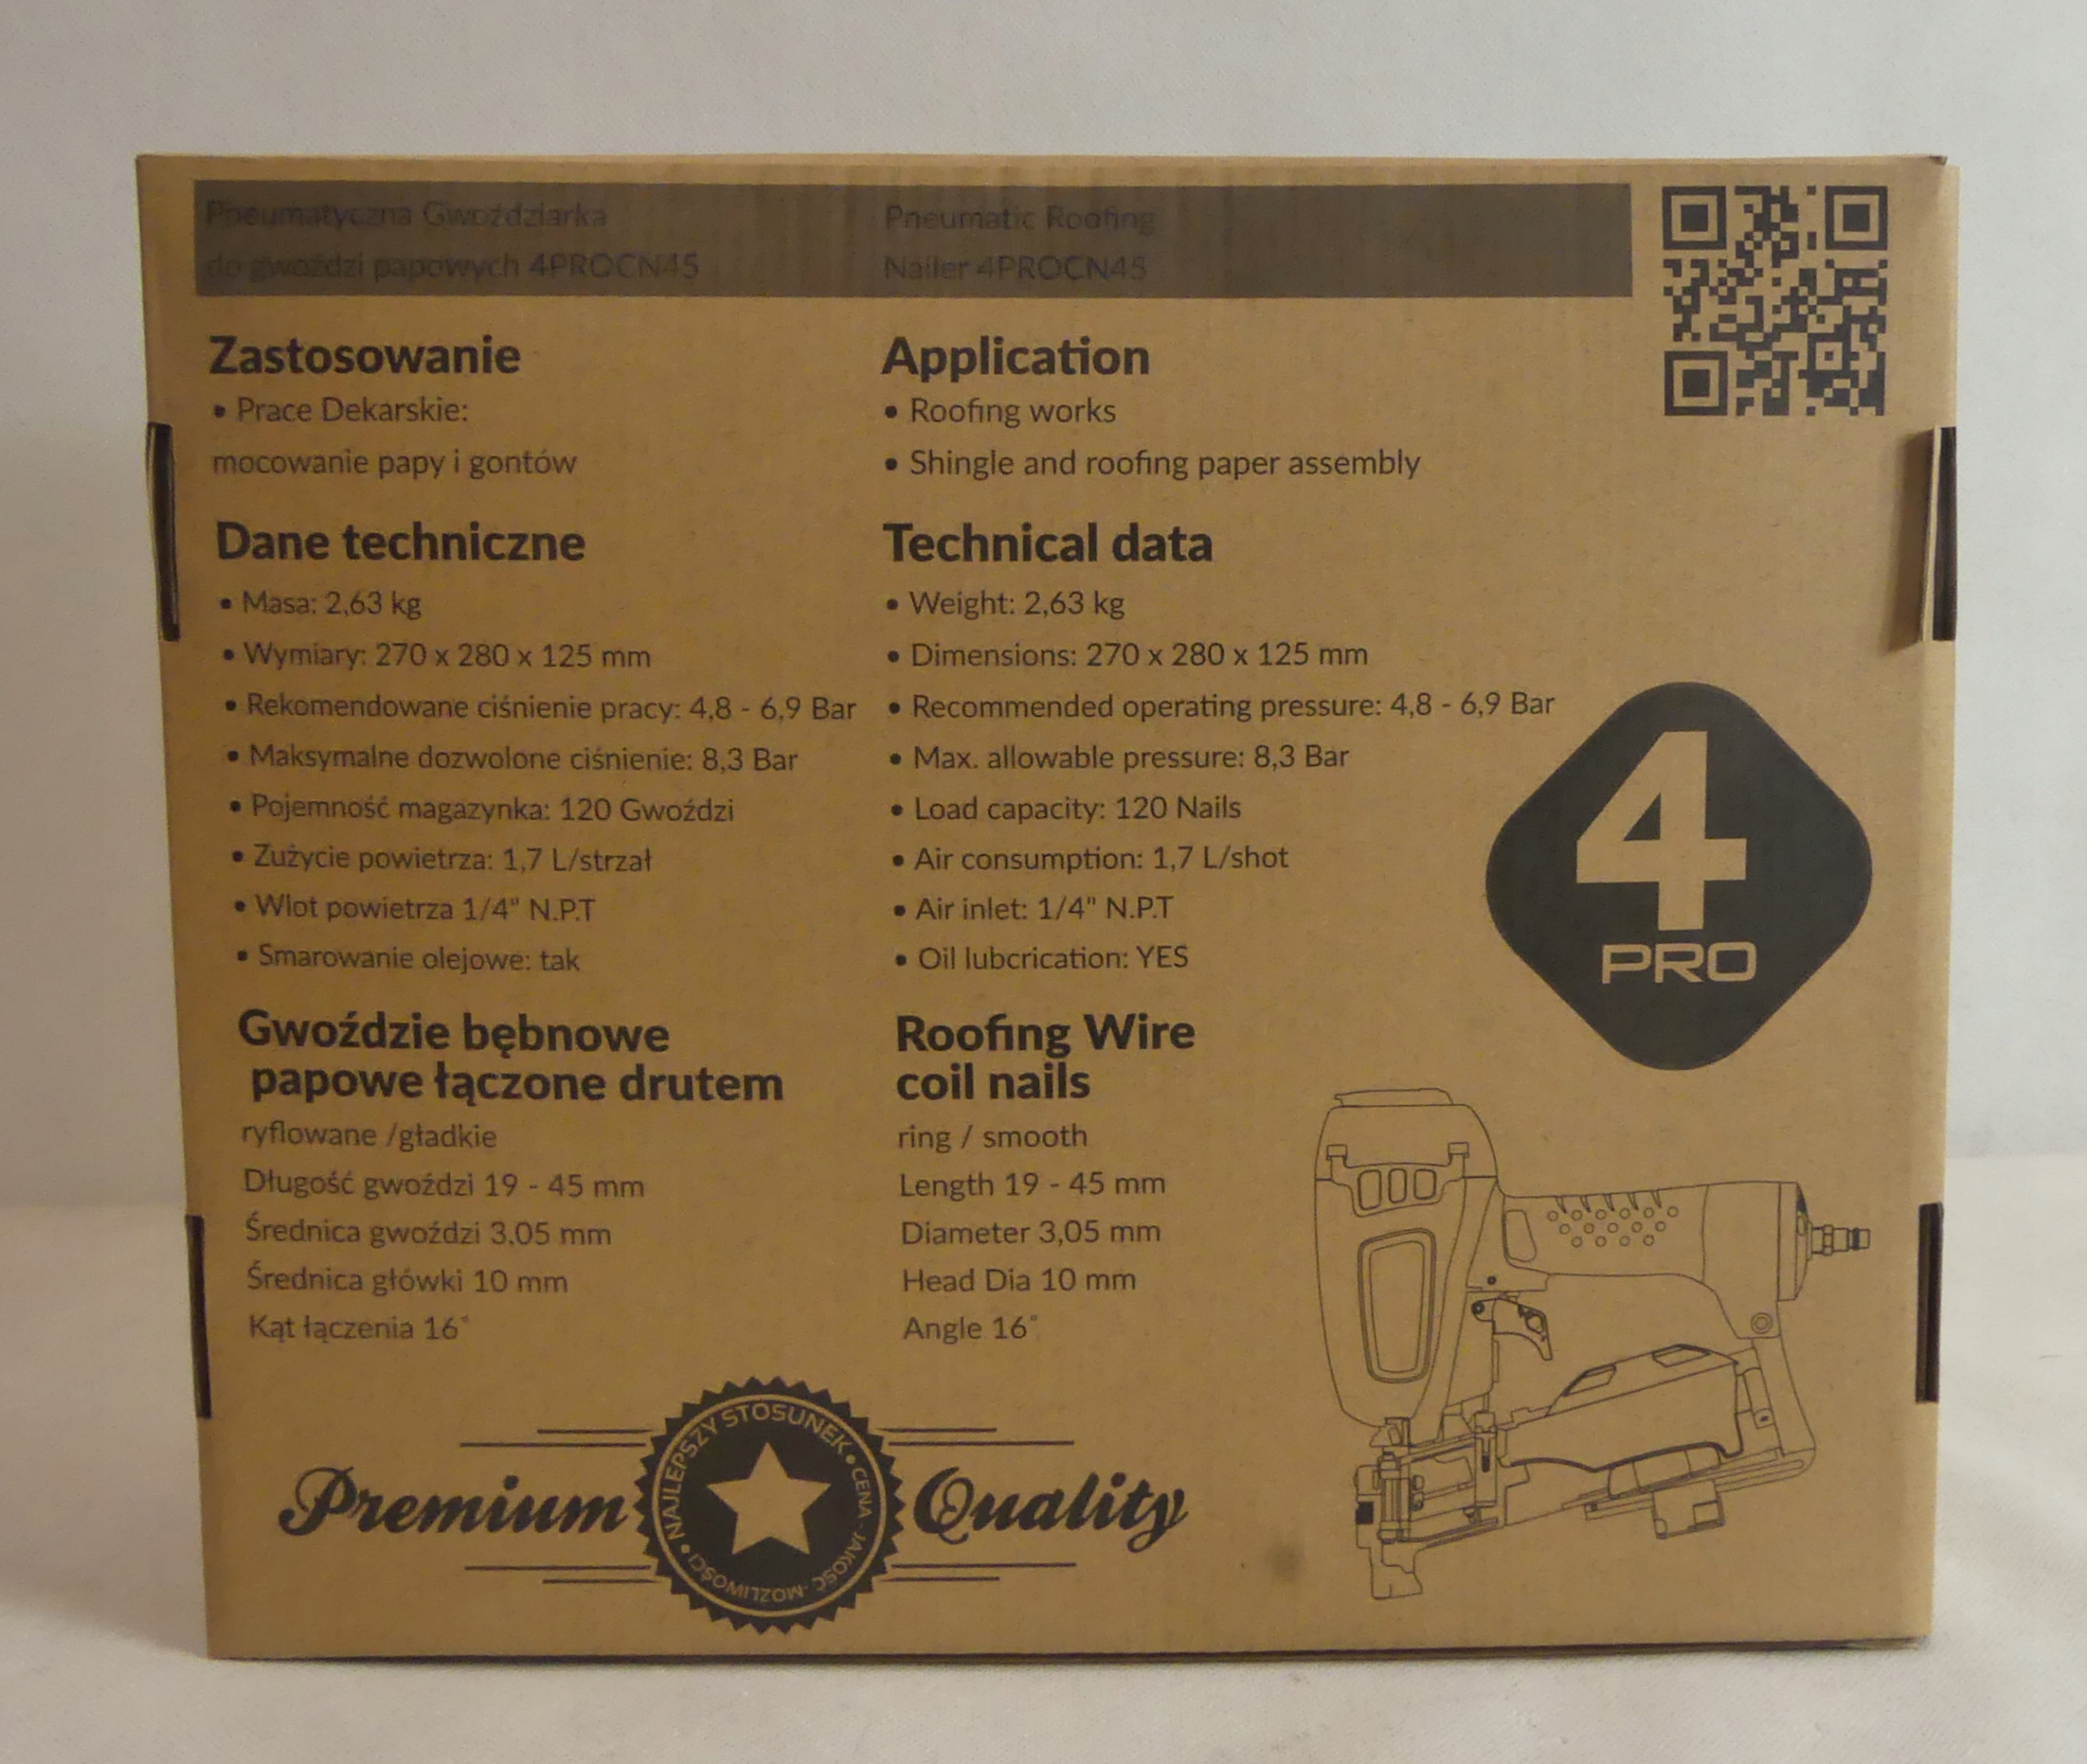 Pneumatyczna Gwoździarka
do gwoździ papowych 4PROCN45
Pneumatic Roofing
Nailer 4PROCN45
Zastosowanie
• Prace Dekarskie:
mocowanie papy i gontów
Dane techniczne
• Masa: 2,63 kg
• Wymiary: 270 x 280 x 125 mm
• Rekomendowane ciśnienie pracy: 4,8 - 6,9 Bar
• Maksymalne dozwolone ciśnienie: 8,3 Bar
• Pojemność magazynka: 120 Gwoździ
• Zużycie powietrza: 1,7 L/strzał
• Wlot powietrza 1/4" N.P.T
• Smarowanie olejowe: tak
Gwoździe bębnowe
papowe łączone drutem
ryflowane /gładkie
Długość gwoździ 19 - 45 mm
Średnica gwoździ 3.05 mm
Średnica główki 10 mm
Kąt łączenia 16°
Application
• Roofing works
• Shingle and roofing paper assembly
Technical data
• Weight: 2,63 kg
• Dimensions: 270 x 280 x 125 mm
• Recommended operating pressure: 4,8 - 6,9 Bar
• Max. allowable pressure: 8,3 Bar
• Load capacity: 120 Nails
• Air consumption: 1,7 L/shot
• Air inlet: 1/4" N.P.T
• Oil lubcrication: YES
Roofing Wire
coil nails
ring / smooth
Length 19 - 45 mm
Diameter 3,05 mm
Head Dia 10 mm
Angle 16°
4
PRO
Premium Quality
• NAJLEPSZY STOSUNEK • CENA - JAKOŚĆ - MOŻLIWOŚCI